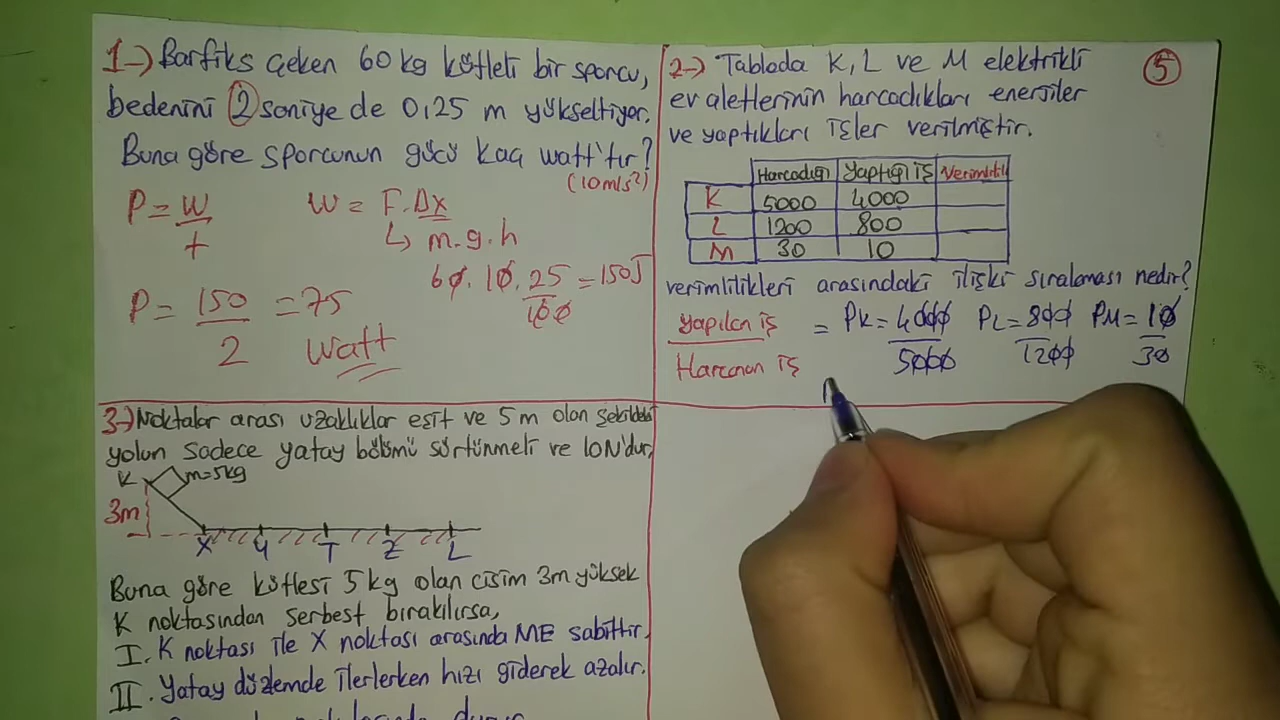 1-) Barfiks çeken 60 kg kütleli bir sporcu,
bedenini 2 saniye de 0,25 m yükseltiyor.
Buna göre sporcunun gücü kaç watt'tır?
(10m/s²)
P = W / t
W = F.Δx
↳ m.g.h
60.10.25/100 = 150J
P = 150/2 = 75
Watt
2-) Tabloda K, L ve M elektrikli
ev aletlerinin harcadıkları enerjiler
ve yaptıkları işler verilmiştir.
5
Harcadığı Yaptığı iş Verimlilik
K 5000 4000
L 1200 800
M 30 10
verimlilikleri arasındaki ilişki sıralaması nedir?
Yapılan iş / Harcanan iş = PK = 4000/5000 PL = 800/1200 PM = 10/30
3-) Noktalar arası uzaklıklar eşit ve 5 m olan şekildeki
yolun sadece yatay bölümü sürtünmeli ve 10N'dur.
K m=5kg
3m
X Y T Z L
Buna göre kütlesi 5 kg olan cisim 3m yüksek
K noktasından serbest bırakılırsa,
I. K noktası ile X noktası arasında ME sabittir.
II. Yatay düzlemde ilerlerken hızı giderek azalır.